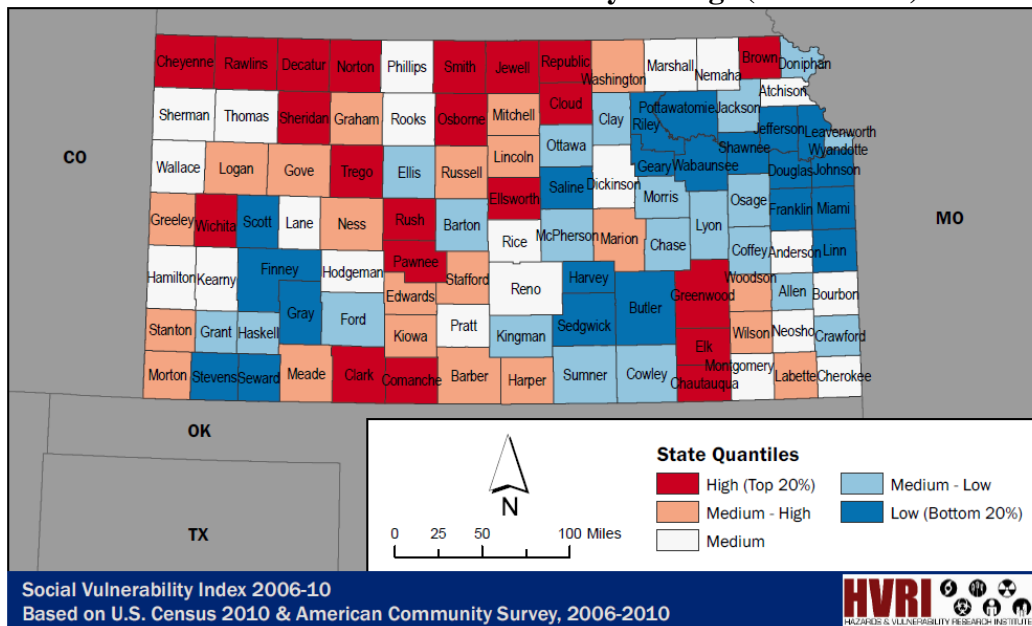 Cheyenne Rawlins Decatur Norton Phillips Smith Jewell Republic Washington Marshall Nemaha Brown Doniphan
Atchison
Sherman Thomas Sheridan Graham Rooks Osborne Mitchell Cloud Clay Pottawatomie Riley Jackson Jefferson Leavenworth
Wyandotte
CO
Wallace Logan Gove Trego Ellis Russell Lincoln Ottawa Saline Dickinson Geary Wabaunsee Shawnee Douglas Johnson
Ellsworth Morris Osage Franklin Miami
MO
Greeley Wichita Scott Lane Ness Rush Barton Rice McPherson Marion Chase Lyon Coffey Anderson Linn
Hamilton Kearny Finney Hodgeman Pawnee Stafford Reno Harvey Butler Greenwood Woodson Allen Bourbon
Edwards
Stanton Grant Haskell Gray Ford Kiowa Pratt Kingman Sedgwick Elk Wilson Neosho Crawford
Morton Stevens Seward Meade Clark Comanche Barber Harper Sumner Cowley Chautauqua Montgomery Labette Cherokee
OK
TX
N
0 25 50 100 Miles
State Quantiles
High (Top 20%) Medium - Low
Medium - High Low (Bottom 20%)
Medium
Social Vulnerability Index 2006-10
Based on U.S. Census 2010 & American Community Survey, 2006-2010
HVRI
HAZARDS & VULNERABILITY RESEARCH INSTITUTE